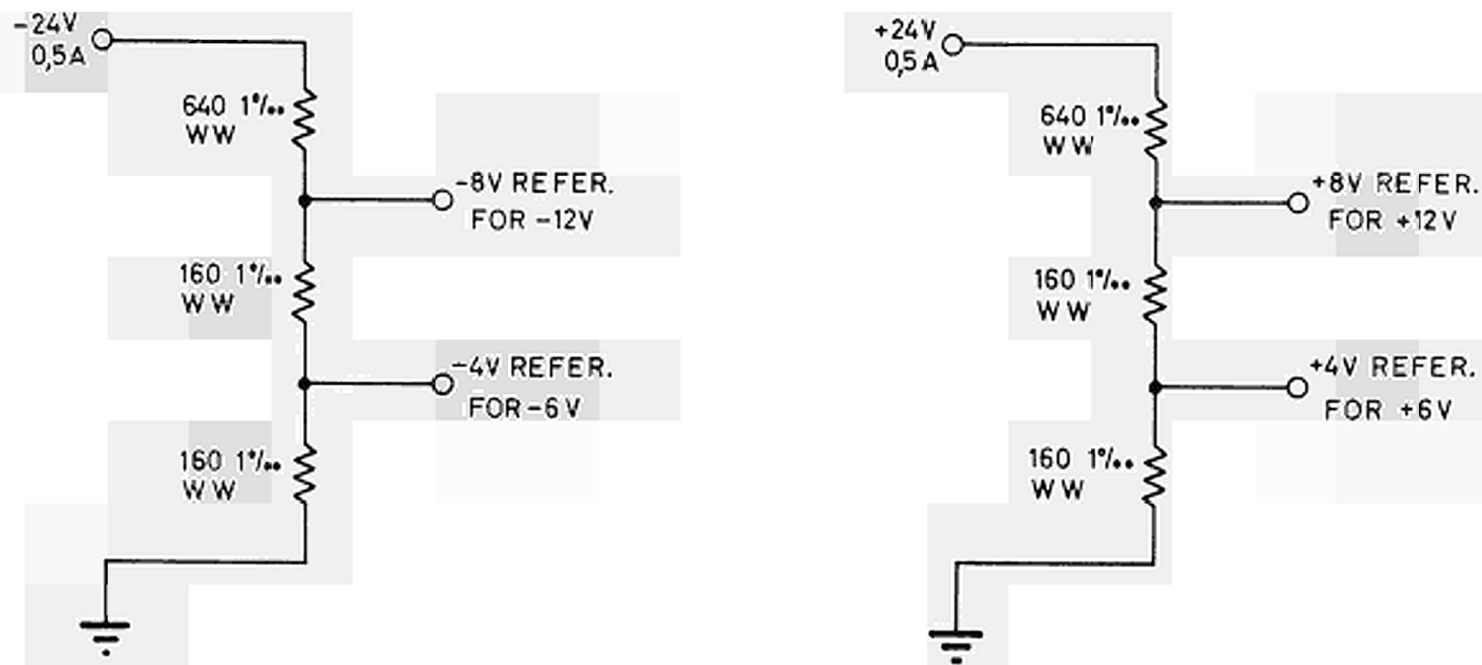 -24V
0,5A
640 1‰
WW
-8V REFER.
FOR -12V
160 1‰
WW
-4V REFER.
FOR -6V
160 1‰
WW
+24V
0,5A
640 1‰
WW
+8V REFER.
FOR +12V
160 1‰
WW
+4V REFER.
FOR +6V
160 1‰
WW